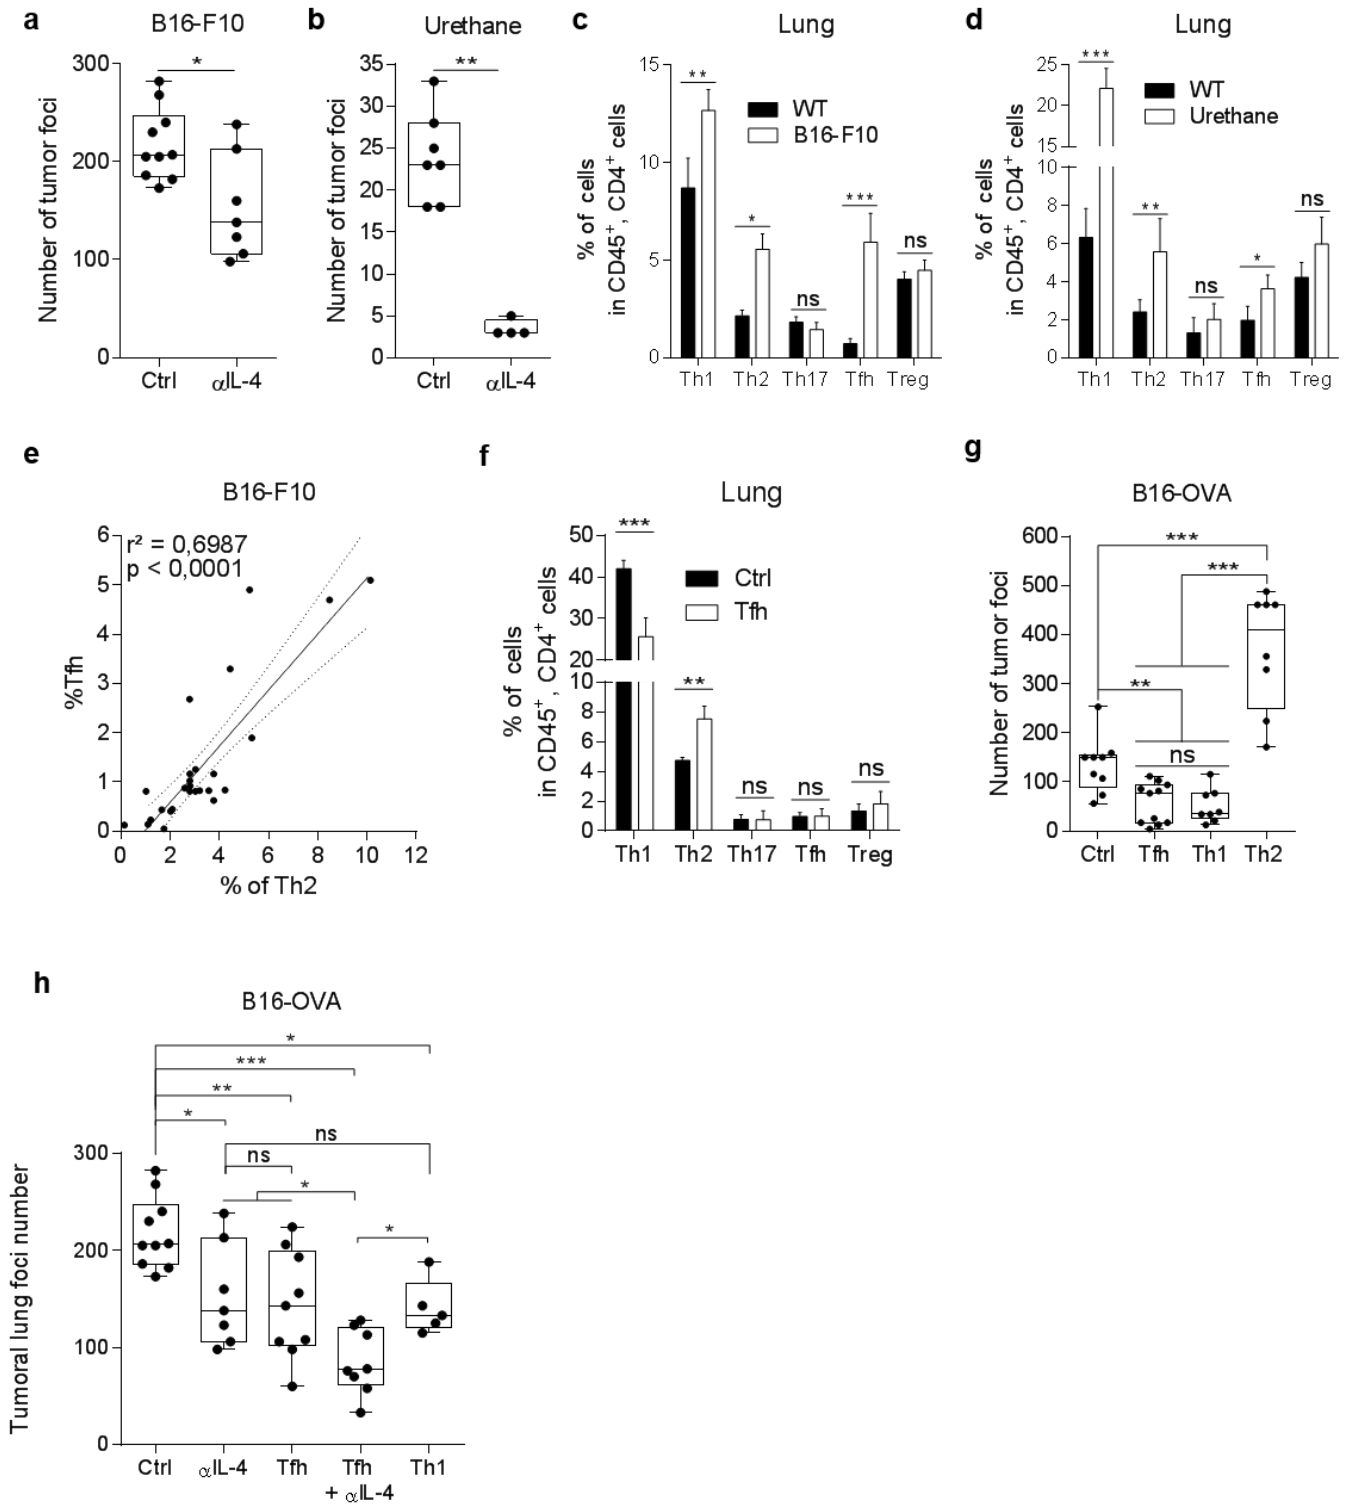 a
B16-F10
*
Number of tumor foci
300
200
100
0
Ctrl
αIL-4
b
Urethane
**
Number of tumor foci
35
30
25
20
15
10
5
0
Ctrl
αIL-4
c
Lung
% of cells
in CD45⁺, CD4⁺ cells
15
10
5
0
**
*
ns
***
ns
WT
B16-F10
Th1
Th2
Th17
Tfh
Treg
d
Lung
% of cells
in CD45⁺, CD4⁺ cells
25
20
15
10
8
6
4
2
0
***
**
ns
*
ns
WT
Urethane
Th1
Th2
Th17
Tfh
Treg
e
B16-F10
r² = 0,6987
p < 0,0001
%Tfh
6
5
4
3
2
1
0
0
2
4
6
8
10
12
% of Th2
f
Lung
% of cells
in CD45⁺, CD4⁺ cells
50
40
30
20
10
8
6
4
2
0
***
**
ns
ns
ns
Ctrl
Tfh
Th1
Th2
Th17
Tfh
Treg
g
B16-OVA
Number of tumor foci
600
500
400
300
200
100
0
***
***
**
ns
Ctrl
Tfh
Th1
Th2
h
B16-OVA
*
***
**
*
ns
ns
*
*
Tumoral lung foci number
300
200
100
0
Ctrl
αIL-4
Tfh
Tfh
+ αIL-4
Th1